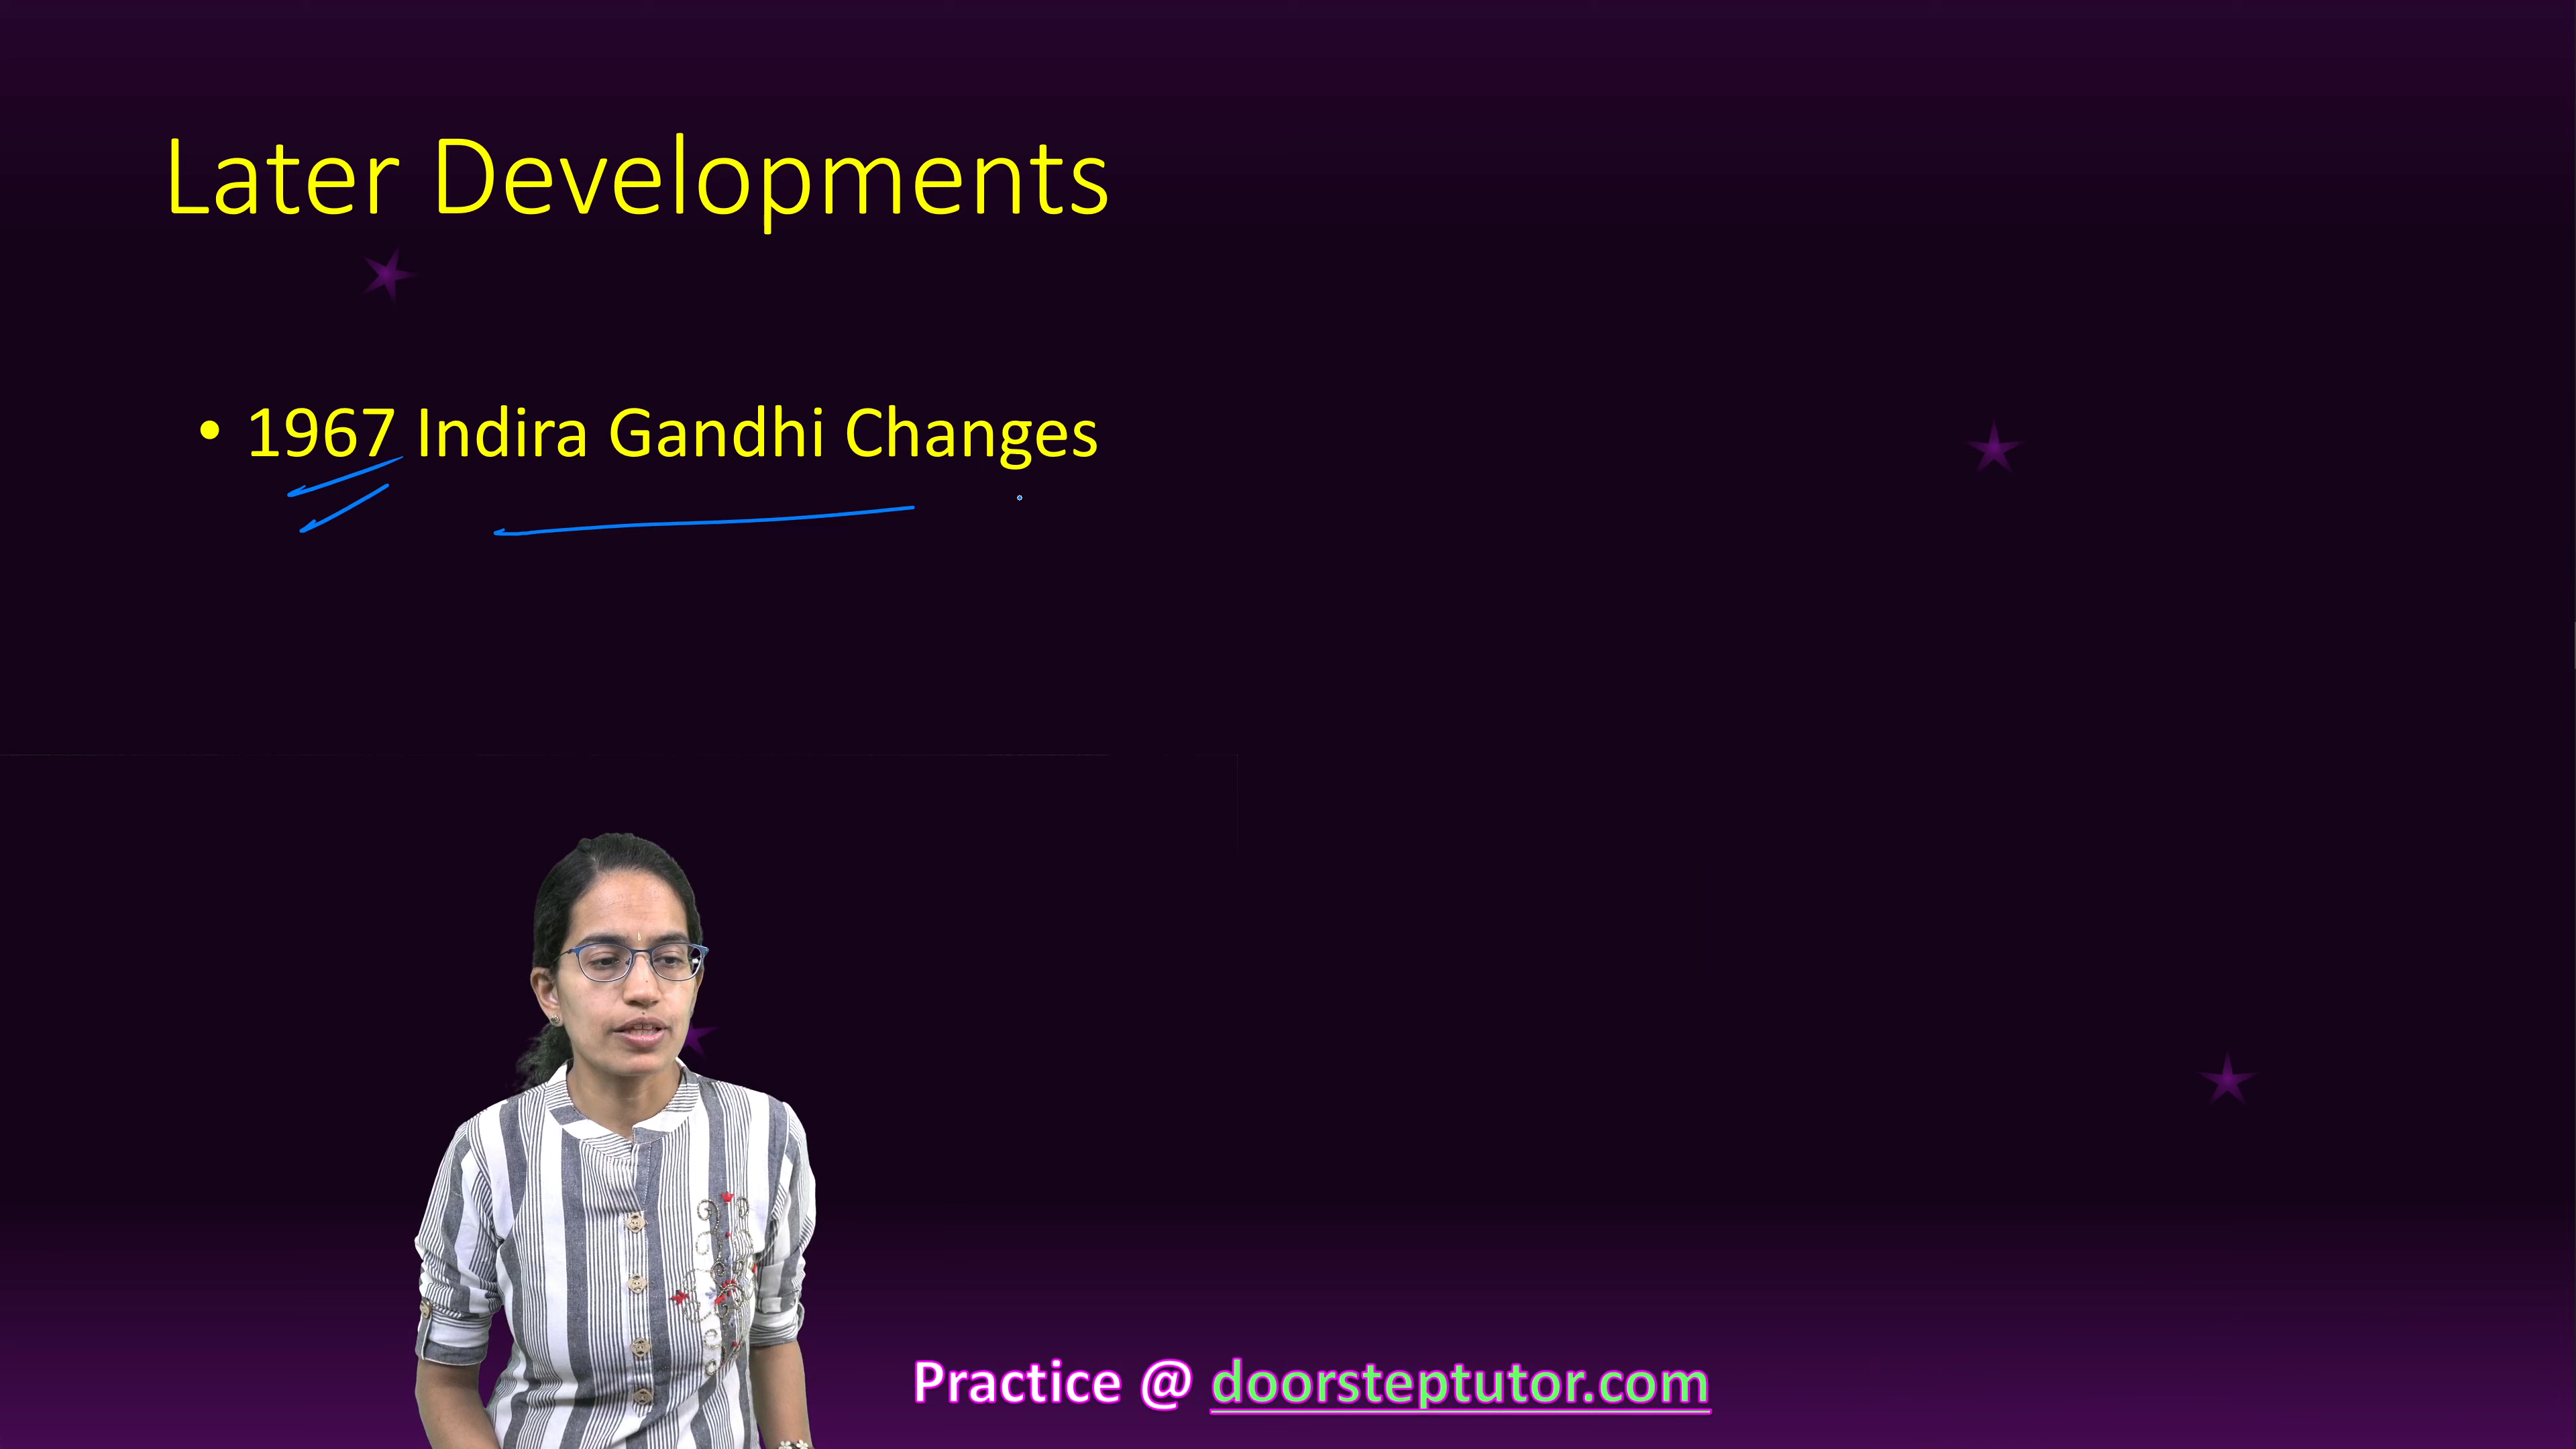 Later Developments
• 1967 Indira Gandhi Changes
Practice @ doorsteptutor.com